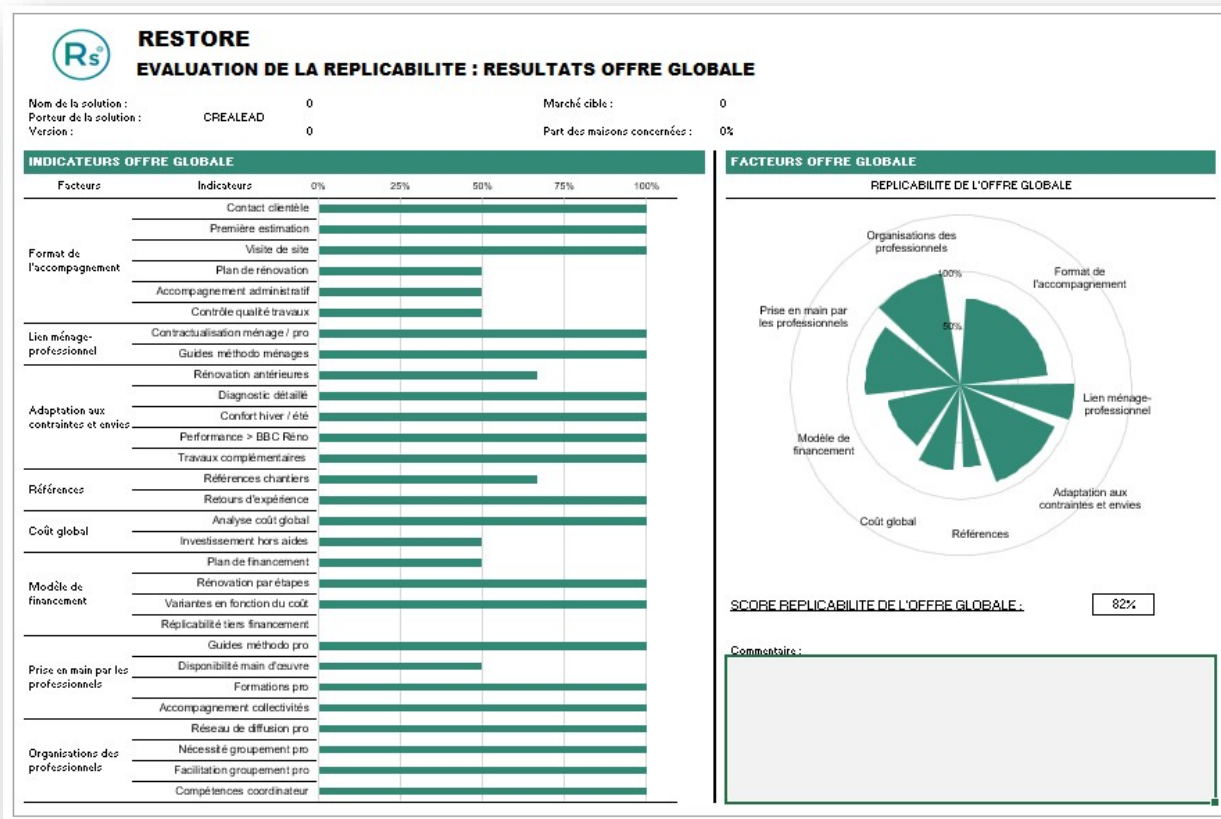 Rs
RESTORE
EVALUATION DE LA REPLICABILITE : RESULTATS OFFRE GLOBALE
Nom de la solution : 0
Porteur de la solution : CREALEAD
Version : 0
Marché cible : 0
Part des maisons concernées : 0%
INDICATEURS OFFRE GLOBALE
Facteurs Indicateurs 0% 25% 50% 75% 100%
Format de
l'accompagnement
Contact clientèle
Première estimation
Visite de site
Plan de rénovation
Accompagnement administratif
Contrôle qualité travaux
Lien ménage-
professionnel
Contractualisation ménage / pro
Guides méthodo ménages
Adaptation aux
contraintes et envies
Rénovation antérieures
Diagnostic détaillé
Confort hiver / été
Performance > BBC Réno
Travaux complémentaires
Références
Références chantiers
Retours d'expérience
Coût global
Analyse coût global
Investissement hors aides
Modèle de
financement
Plan de financement
Rénovation par étapes
Variantes en fonction du coût
Réplicabilité tiers financement
Prise en main par les
professionnels
Guides méthodo pro
Disponibilité main d'œuvre
Formations pro
Accompagnement collectivités
Organisations des
professionnels
Réseau de diffusion pro
Nécessité groupement pro
Facilitation groupement pro
Compétences coordinateur
FACTEURS OFFRE GLOBALE
REPLICABILITE DE L'OFFRE GLOBALE
Organisations des
professionnels
100%
50%
Format de
l'accompagnement
Prise en main par
les professionnels
Lien ménage-
professionnel
Modèle de
financement
Adaptation aux
contraintes et envies
Coût global
Références
SCORE REPLICABILITE DE L'OFFRE GLOBALE : 82%
Commentaire :